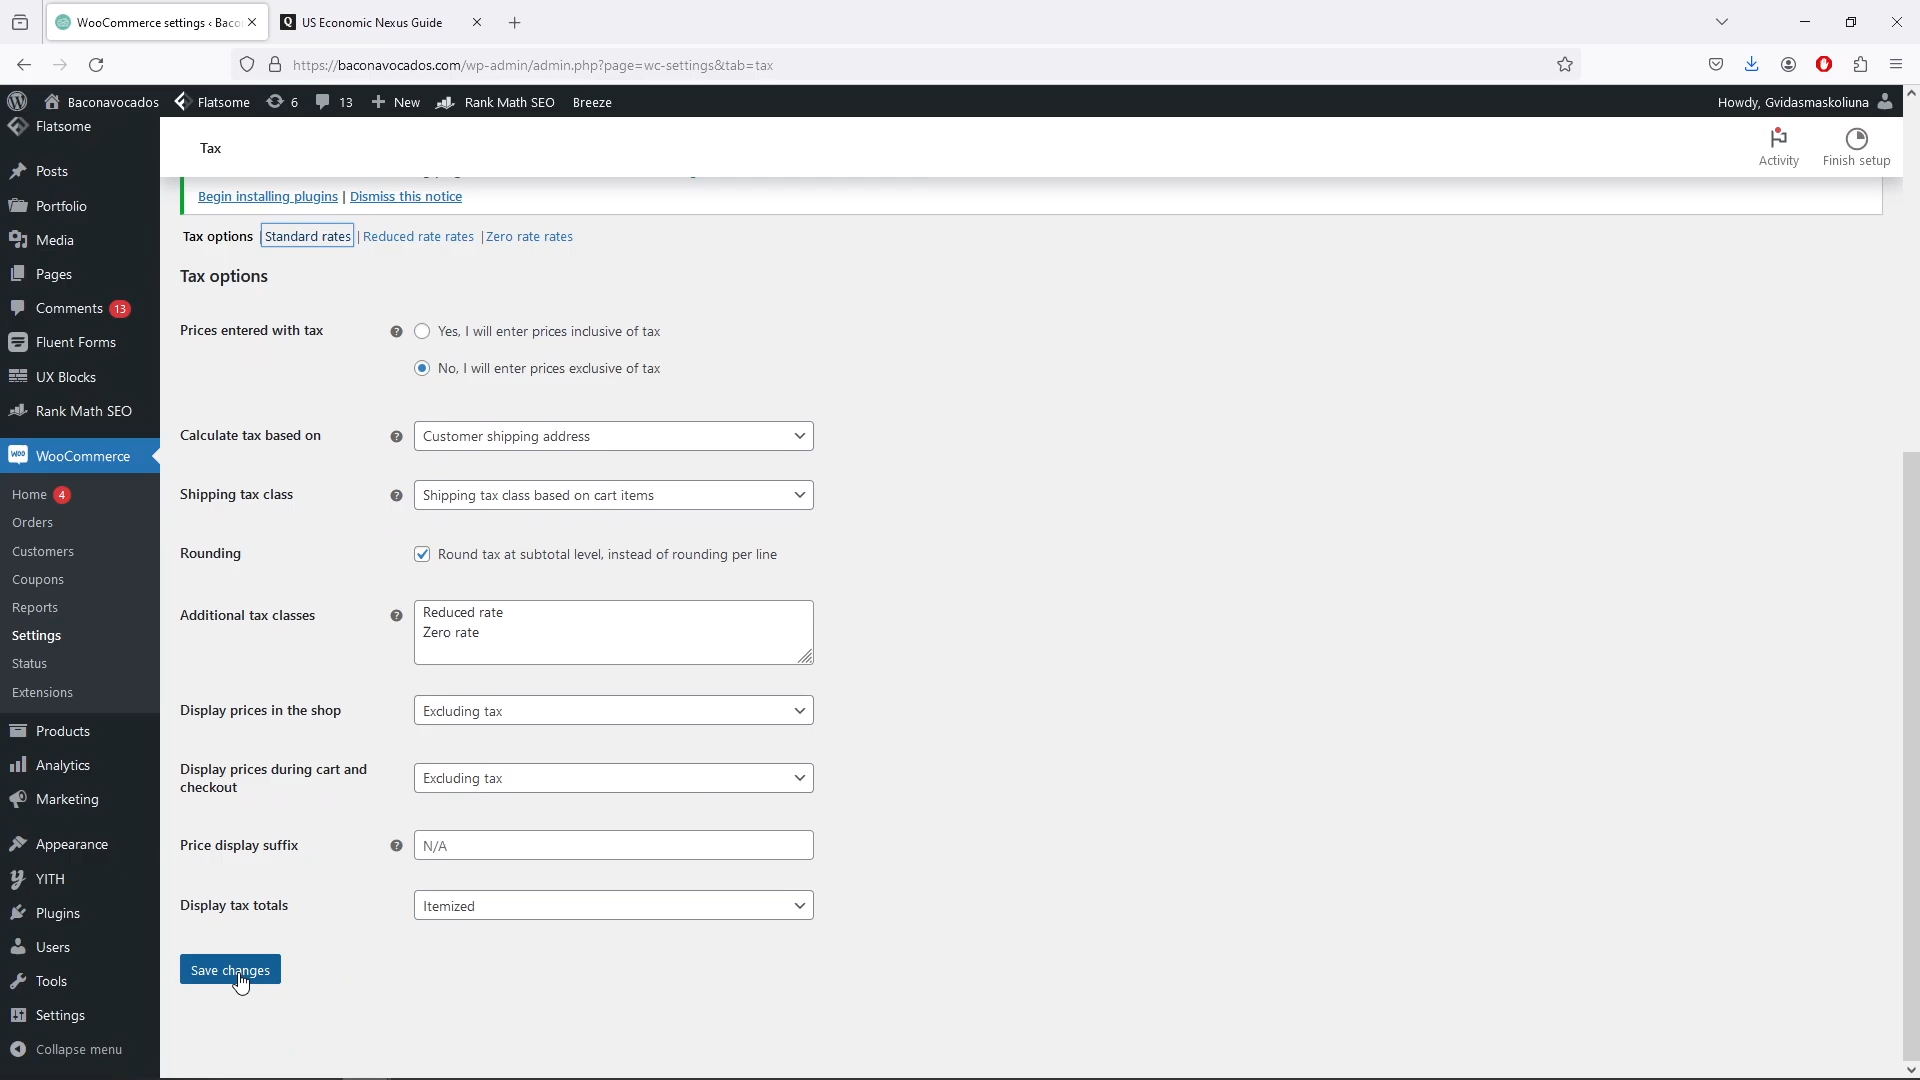 WooCommerce settings ‹ Baco
US Economic Nexus Guide
https://baconavocados.com/wp-admin/admin.php?page=wc-settings&tab=tax
Baconavocados
Flatsome
6
13
New
Rank Math SEO
Breeze
Howdy, Gvidasmaskoliuna
Flatsome
Posts
Portfolio
Media
Pages
Comments 13
Fluent Forms
UX Blocks
Rank Math SEO
WooCommerce
Home 4
Orders
Customers
Coupons
Reports
Settings
Status
Extensions
Products
Analytics
Marketing
Appearance
YITH
Plugins
Users
Tools
Settings
Collapse menu
Tax
Activity
Finish setup
Begin installing plugins | Dismiss this notice
Tax options | Standard rates | Reduced rate rates | Zero rate rates
Tax options
Prices entered with tax
Yes, I will enter prices inclusive of tax
No, I will enter prices exclusive of tax
Calculate tax based on
Customer shipping address
Shipping tax class
Shipping tax class based on cart items
Rounding
Round tax at subtotal level, instead of rounding per line
Additional tax classes
Reduced rate
Zero rate
Display prices in the shop
Excluding tax
Display prices during cart and
checkout
Excluding tax
Price display suffix
N/A
Display tax totals
Itemized
Save changes